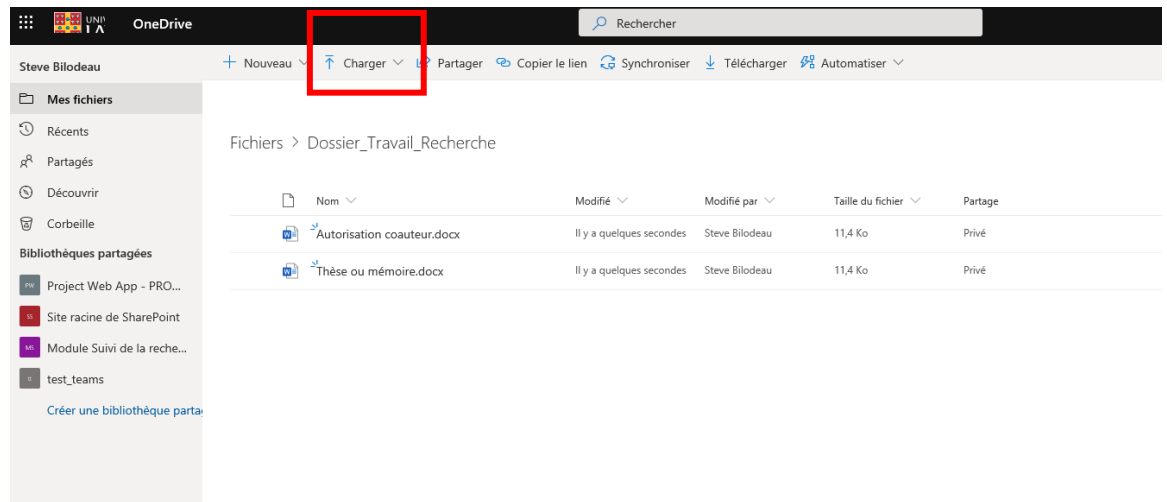 OneDrive
Rechercher
Steve Bilodeau
Nouveau Charger Partager Copier le lien Synchroniser Télécharger Automatiser
Mes fichiers
Récents
Partagés
Découvrir
Corbeille
Bibliothèques partagées
PW Project Web App - PRO...
SS Site racine de SharePoint
MS Module Suivi de la reche...
test_teams
Créer une bibliothèque
Fichiers > Dossier_Travail_Recherche
Nom Modifié Modifié par Taille du fichier Partage
Autorisation coauteur.docx Il y a quelques secondes Steve Bilodeau 11,4 Ko Privé
Thèse ou mémoire.docx Il y a quelques secondes Steve Bilodeau 11,4 Ko Privé